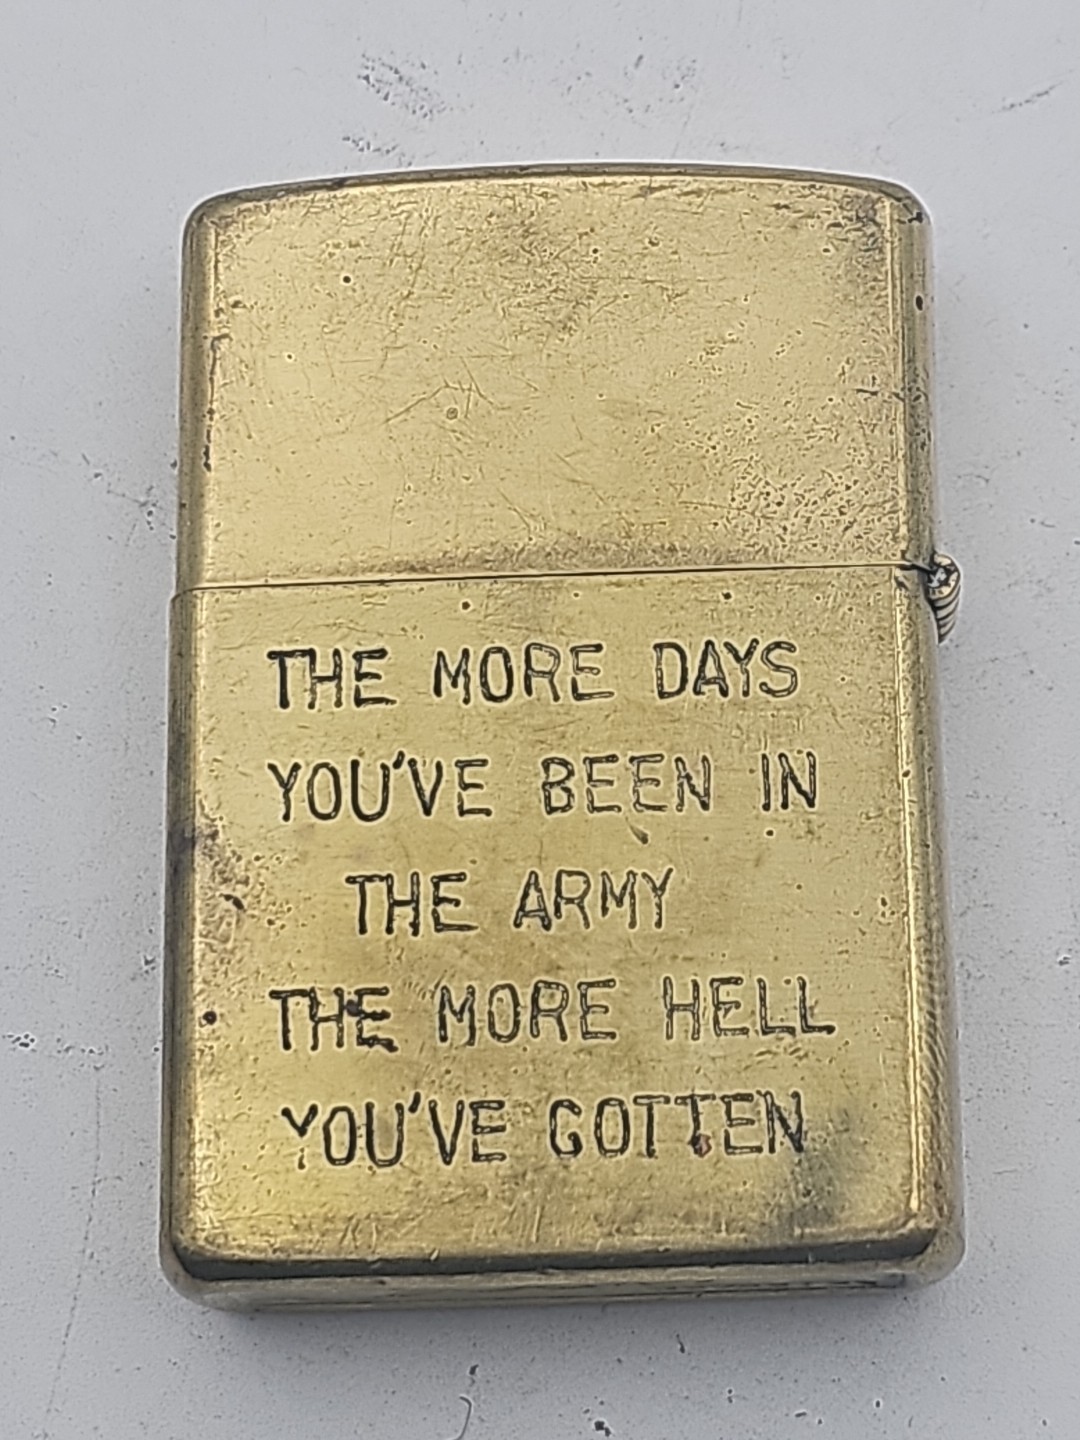 THE MORE DAYS
YOU'VE BEEN IN
THE ARMY
THE MORE HELL
YOU'VE GOTTEN